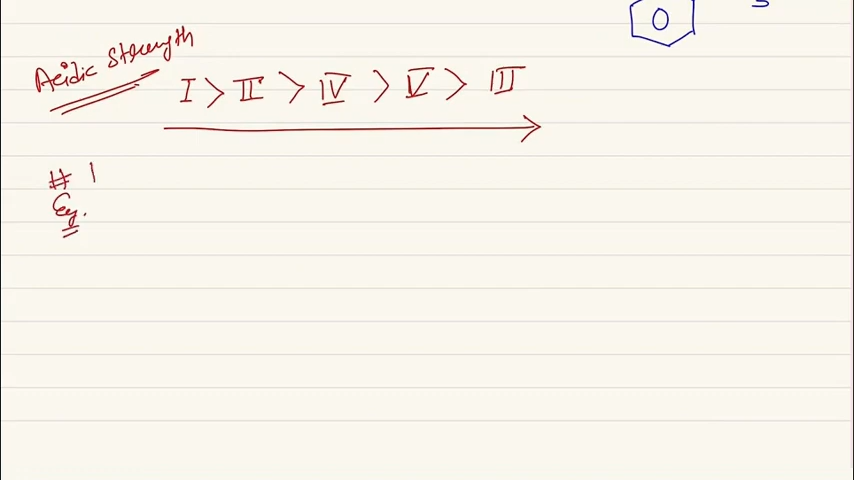 Acidic Strength
I > II > IV > V > III
# 1
Eg.